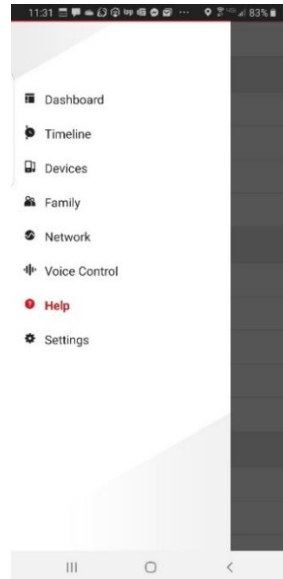 11:31 83%
Dashboard
Timeline
Devices
Family
Network
Voice Control
Help
Settings